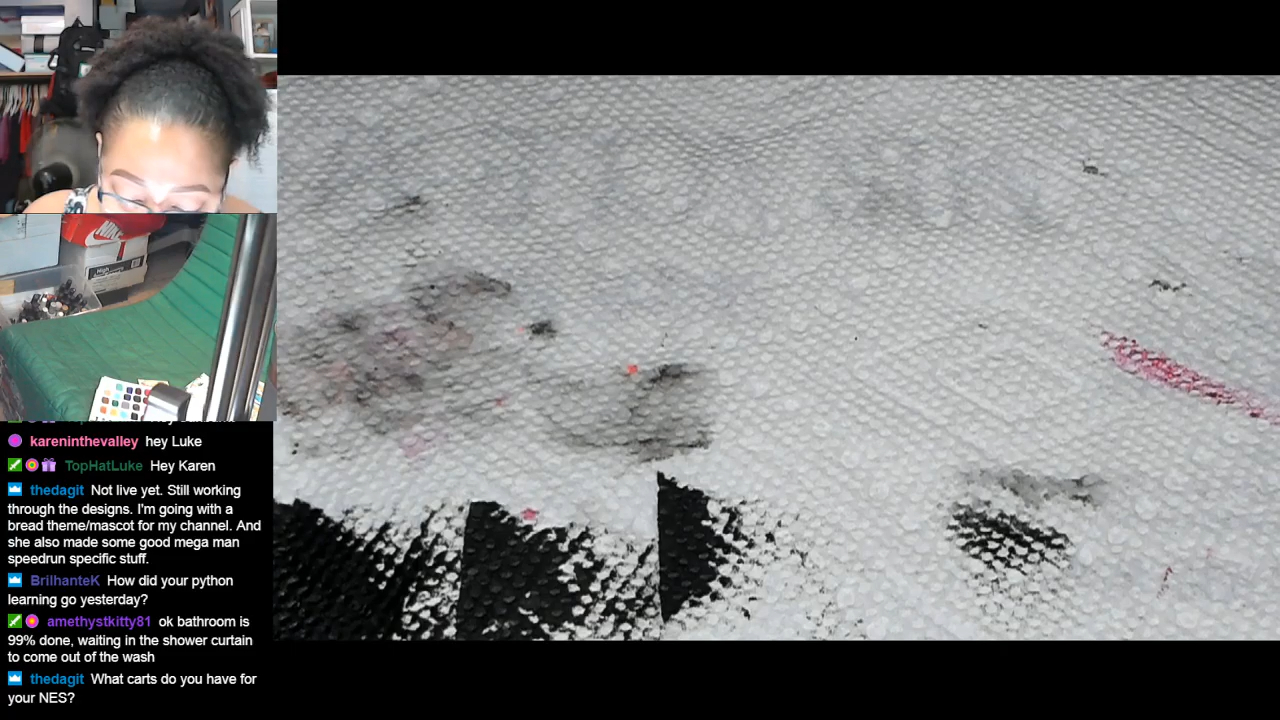 NIKE
kareninthevalley hey Luke
TopHatLuke Hey Karen
thedagit Not live yet. Still working
through the designs. I'm going with a
bread theme/mascot for my channel. And
she also made some good mega man
speedrun specific stuff.
BrilhanteK How did your python
learning go yesterday?
amethystkitty81 ok bathroom is
99% done, waiting in the shower curtain
to come out of the wash
thedagit What carts do you have for
your NES?